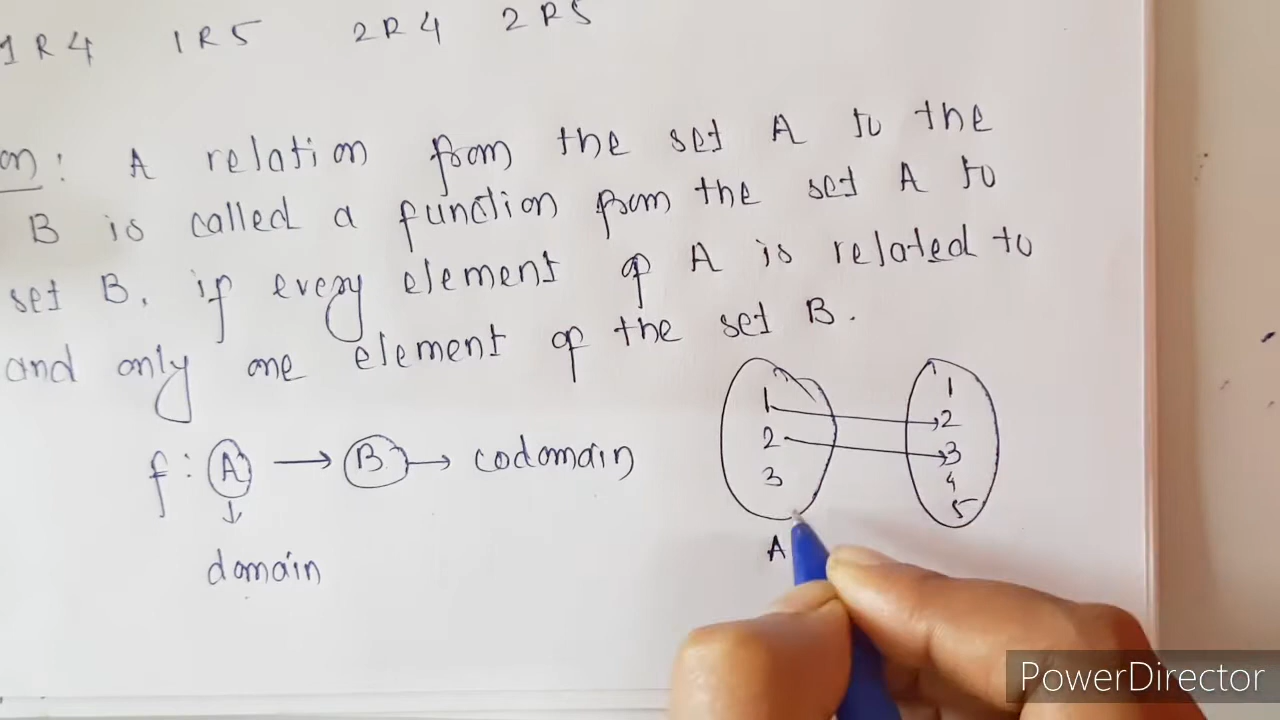 1R4 1R5 2R4 2R5
on: A relation from the set A to the
B is called a function from the set A to
set B, if every element of A is related to
and only one element of the set B.
f: A → B → codomain
↓
domain
1
2
3
A
1
2
3
4
5
PowerDirector